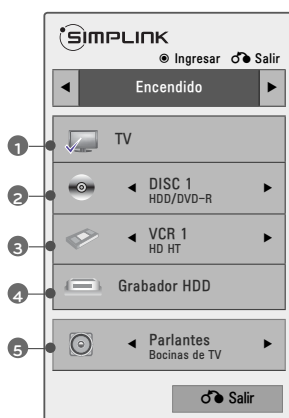 SIMPLINK
Ingresar Salir
Encendido
1 TV
2 DISC 1
HDD/DVD-R
3 VCR 1
HD HT
4 Grabador HDD
5 Parlantes
Bocinas de TV
Salir